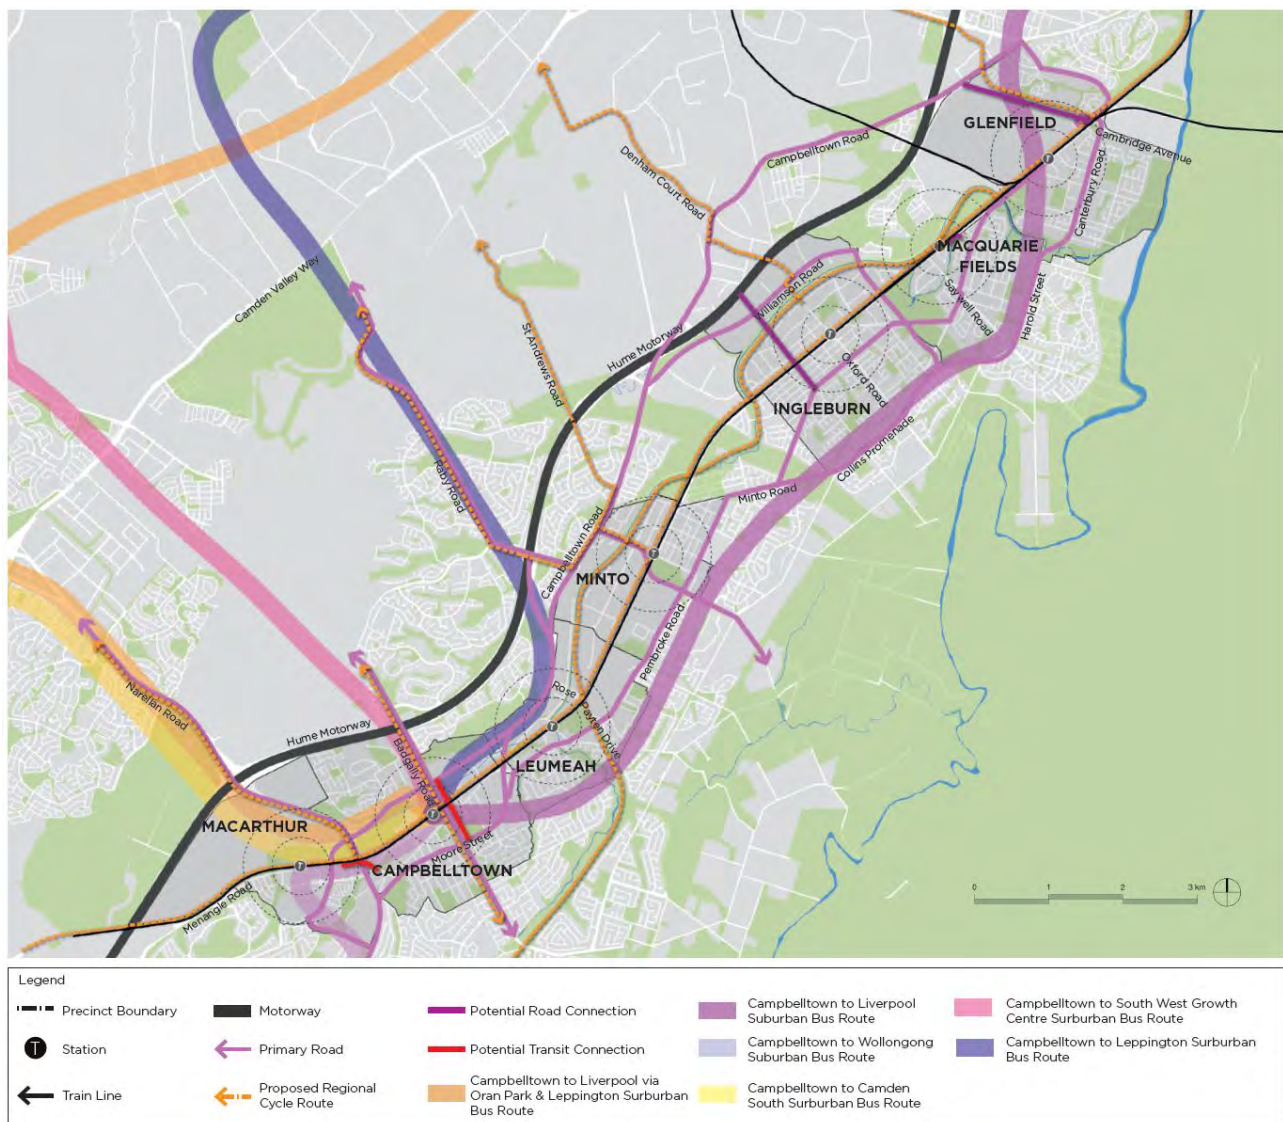 GLENFIELD
Cambridge Avenue
Campbelltown Road
Denham Court Road
Canterbury Road
MACQUARIE
FIELDS
Camden Valley Way
Williamson Road
Saywell Road
Harold Street
St Andrews Road
Hume Motorway
Oxford Road
INGLEBURN
Collins Promenade
Raby Road
Minto Road
Campbelltown Road
MINTO
Pembroke Road
Narellan Road
Rose Payten Drive
Hume Motorway
Badgally Road
LEUMEAH
MACARTHUR
Moore Street
CAMPBELLTOWN
Menangle Road
T
T
T
T
T
T
T
0 1 2 3 km
Legend
Precinct Boundary
T Station
Train Line
Motorway
Primary Road
Proposed Regional
Cycle Route
Potential Road Connection
Potential Transit Connection
Campbelltown to Liverpool via
Oran Park & Leppington Surburban
Bus Route
Campbelltown to Liverpool
Suburban Bus Route
Campbelltown to Wollongong
Suburban Bus Route
Campbelltown to Camden
South Surburban Bus Route
Campbelltown to South West Growth
Centre Surburban Bus Route
Campbelltown to Leppington Surburban
Bus Route